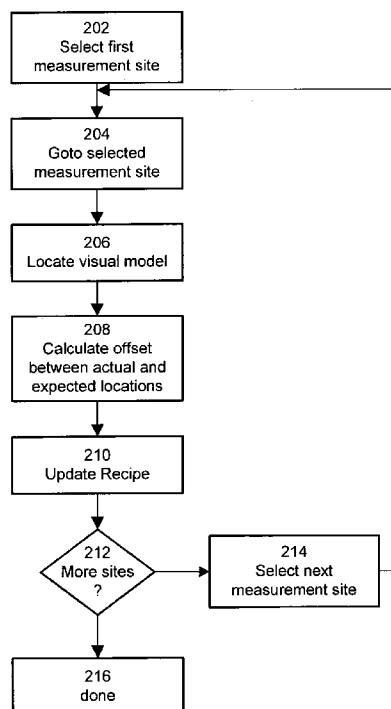 202
Select first
measurement site
204
Goto selected
measurement site
206
Locate visual model
208
Calculate offset
between actual and
expected locations
210
Update Recipe
212
More sites
?
214
Select next
measurement site
216
done